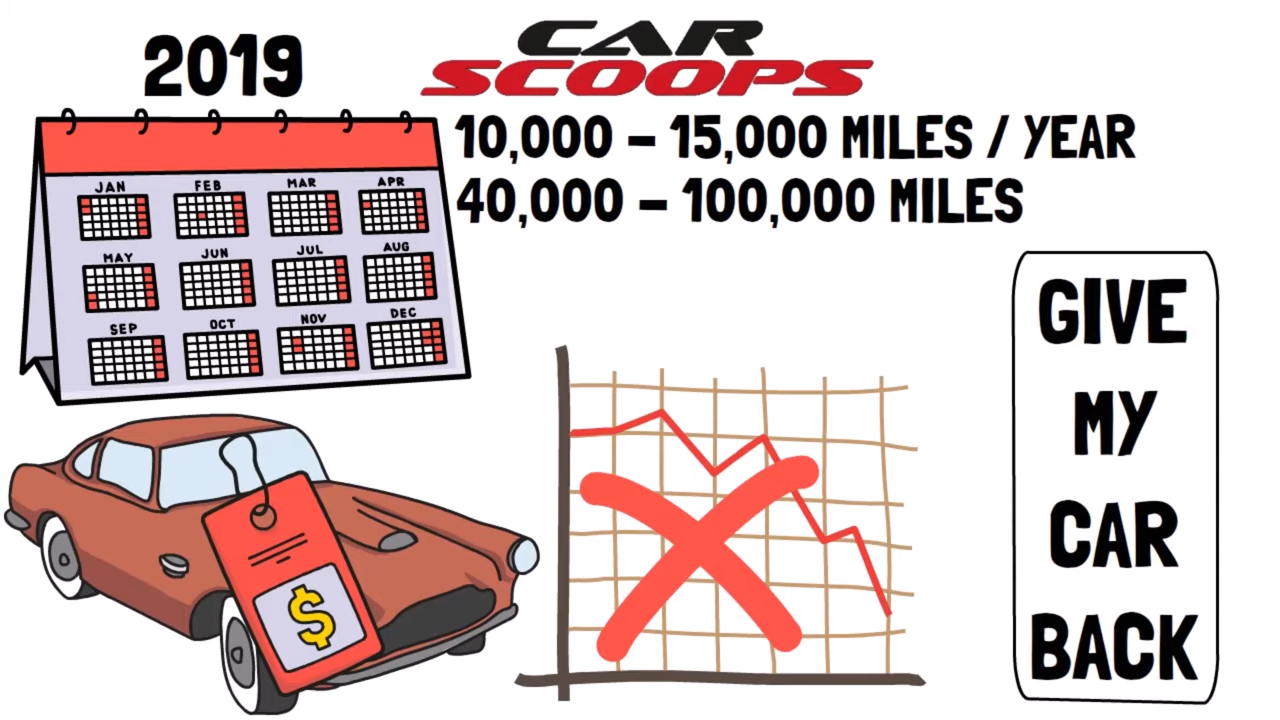 2019
CAR
SCOOPS
10,000 – 15,000 MILES / YEAR
40,000 – 100,000 MILES
JAN FEB MAR APR
MAY JUN JUL AUG
SEP OCT NOV DEC
$
GIVE
MY
CAR
BACK